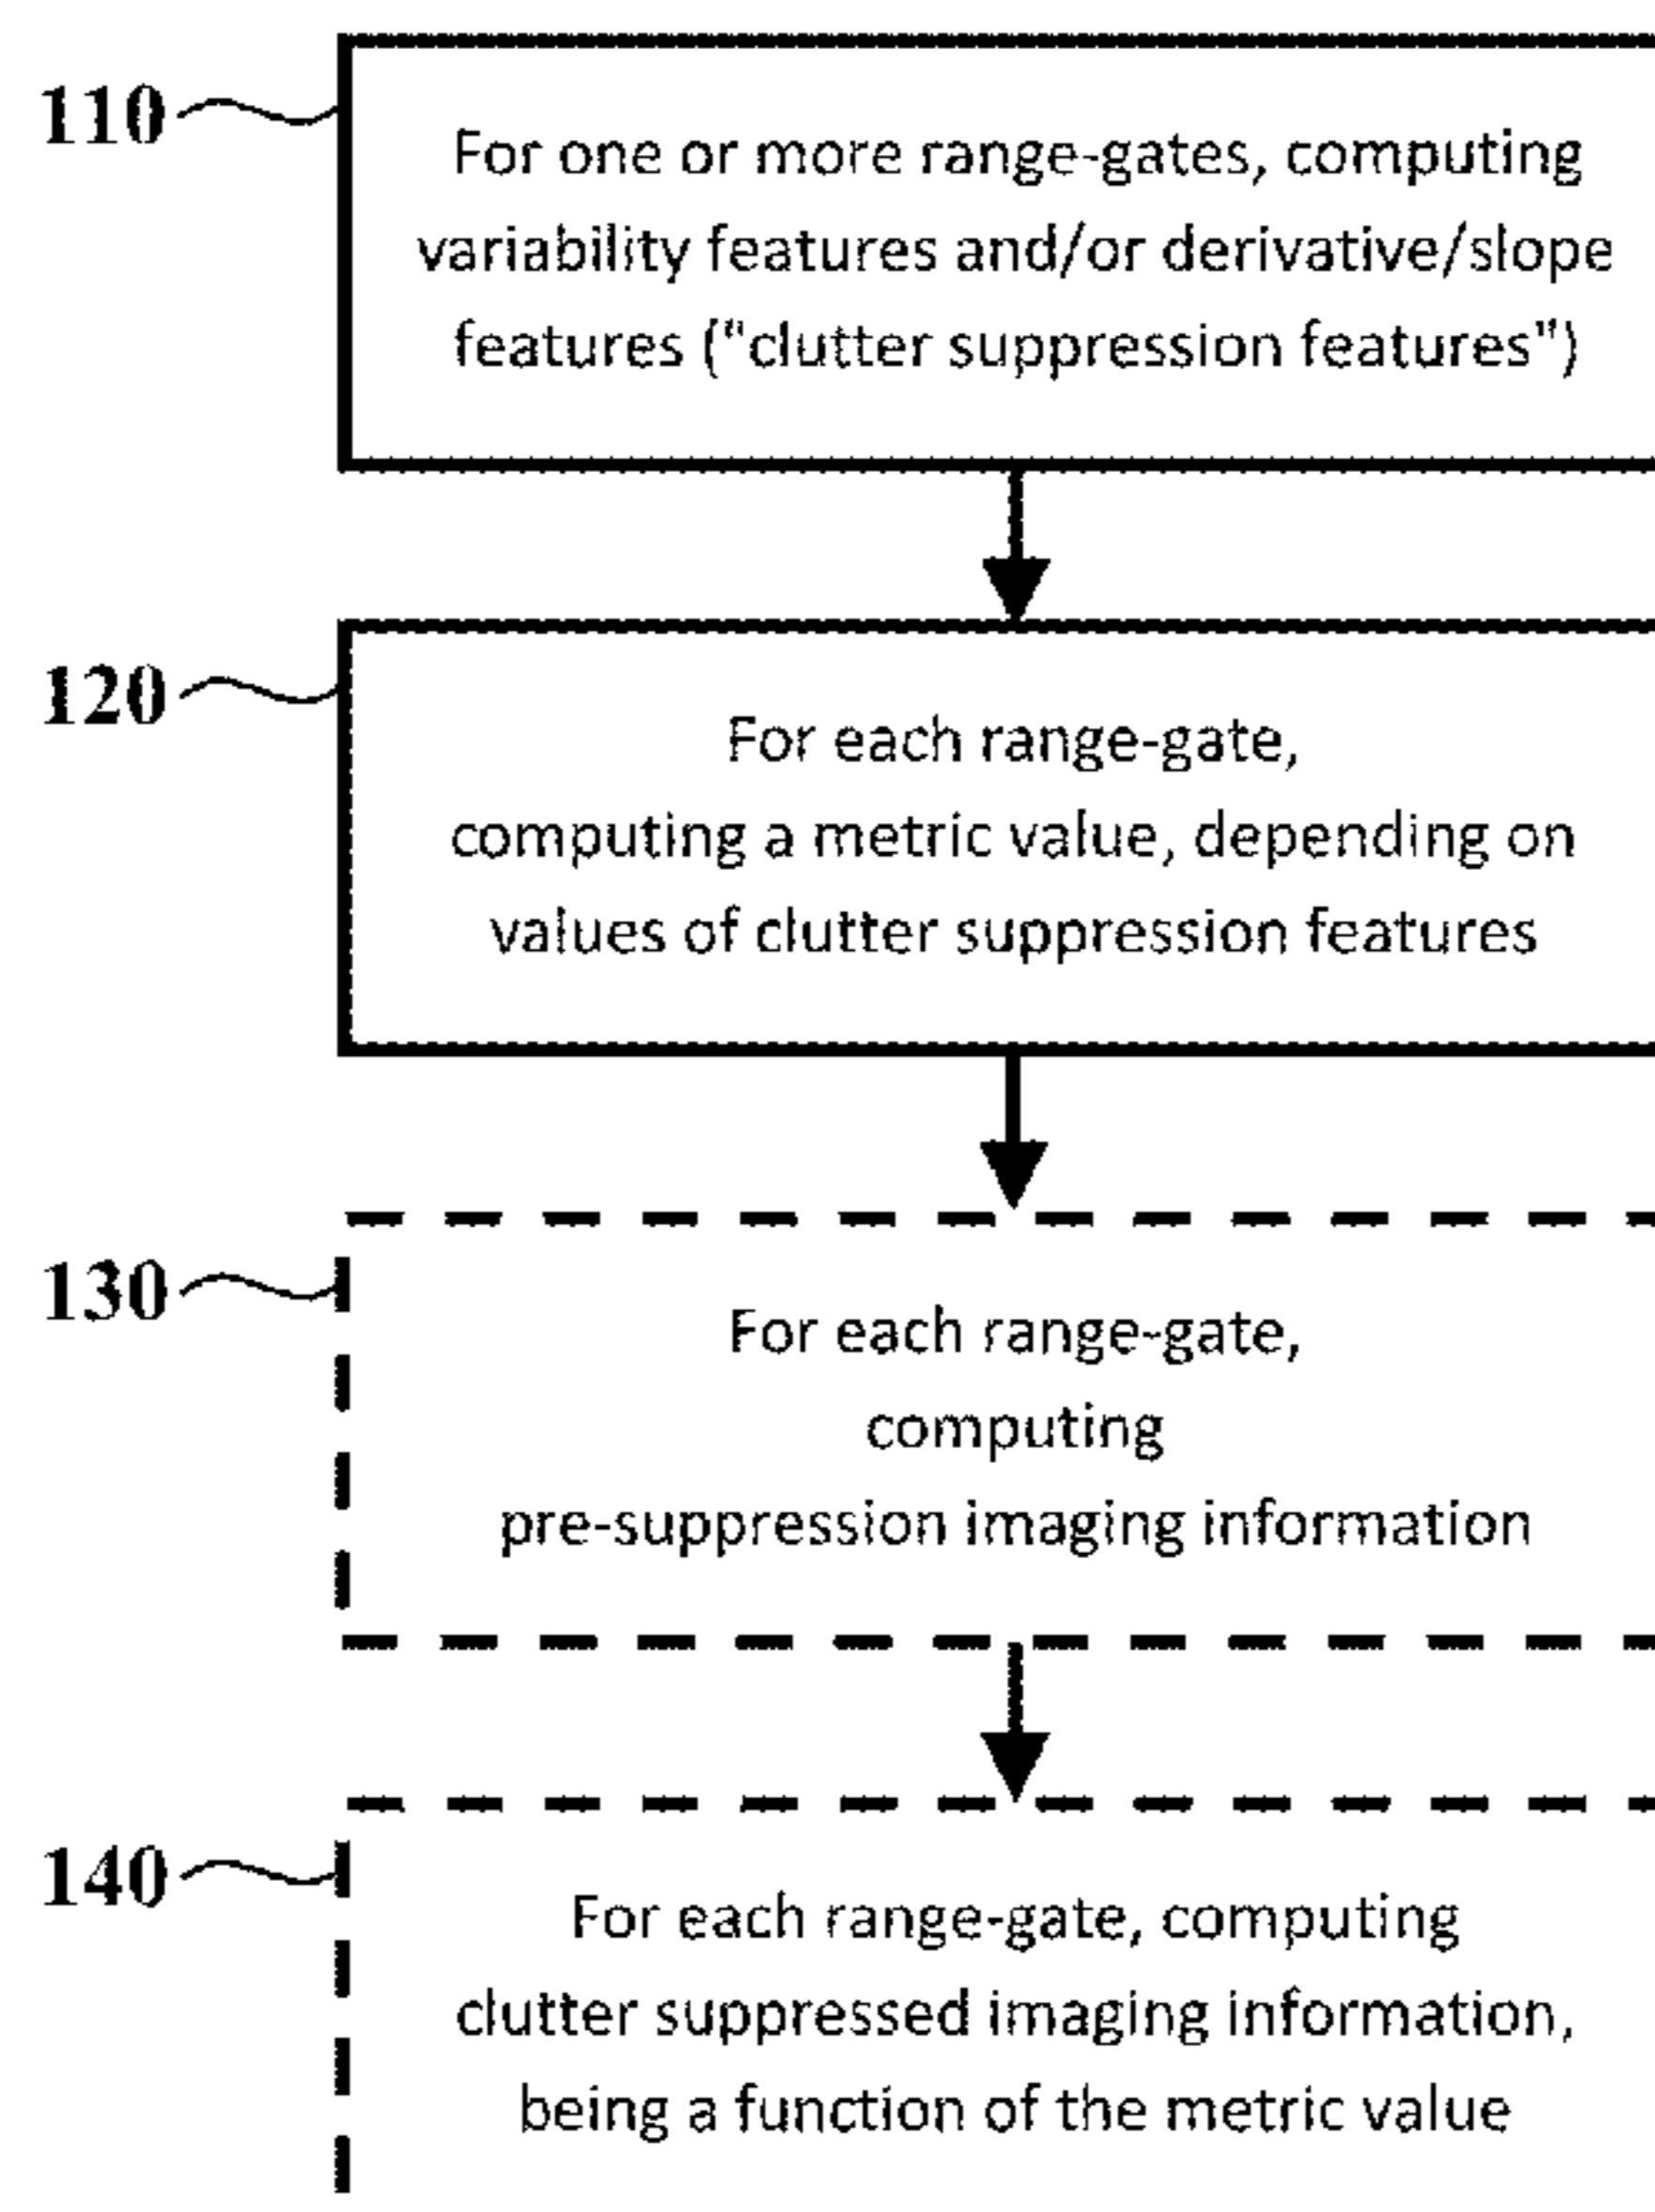 110
For one or more range-gates, computing
variability features and/or derivative/slope
features ("clutter suppression features")
120
For each range-gate,
computing a metric value, depending on
values of clutter suppression features
130
For each range-gate,
computing
pre-suppression imaging information
140
For each range-gate, computing
clutter suppressed imaging information,
being a function of the metric value